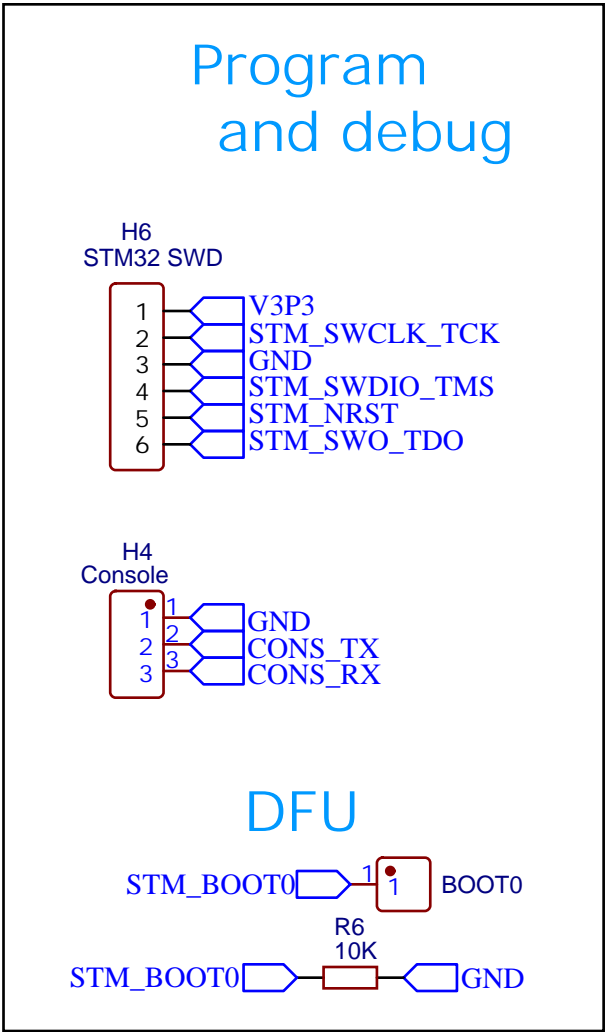 Program
and debug
H6
STM32 SWD
1 V3P3
2 STM_SWCLK_TCK
3 GND
4 STM_SWDIO_TMS
5 STM_NRST
6 STM_SWO_TDO
H4
Console
1 1 GND
2 2 CONS_TX
3 3 CONS_RX
DFU
STM_BOOT0 1 1 BOOT0
R6
10K
STM_BOOT0 GND